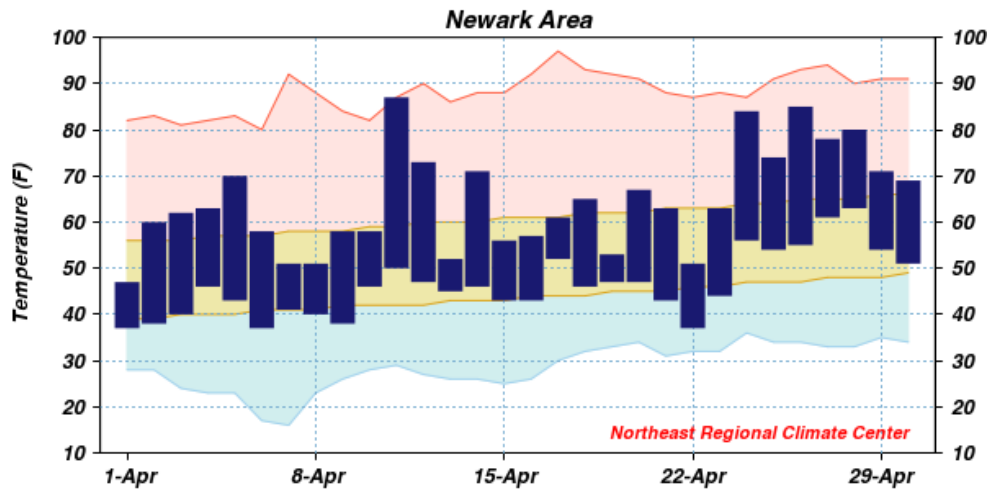 Newark Area
100 100
90 90
80 80
70 70
60 60
50 50
40 40
30 30
20 20
10 10
Temperature (F)
Northeast Regional Climate Center
1-Apr 8-Apr 15-Apr 22-Apr 29-Apr